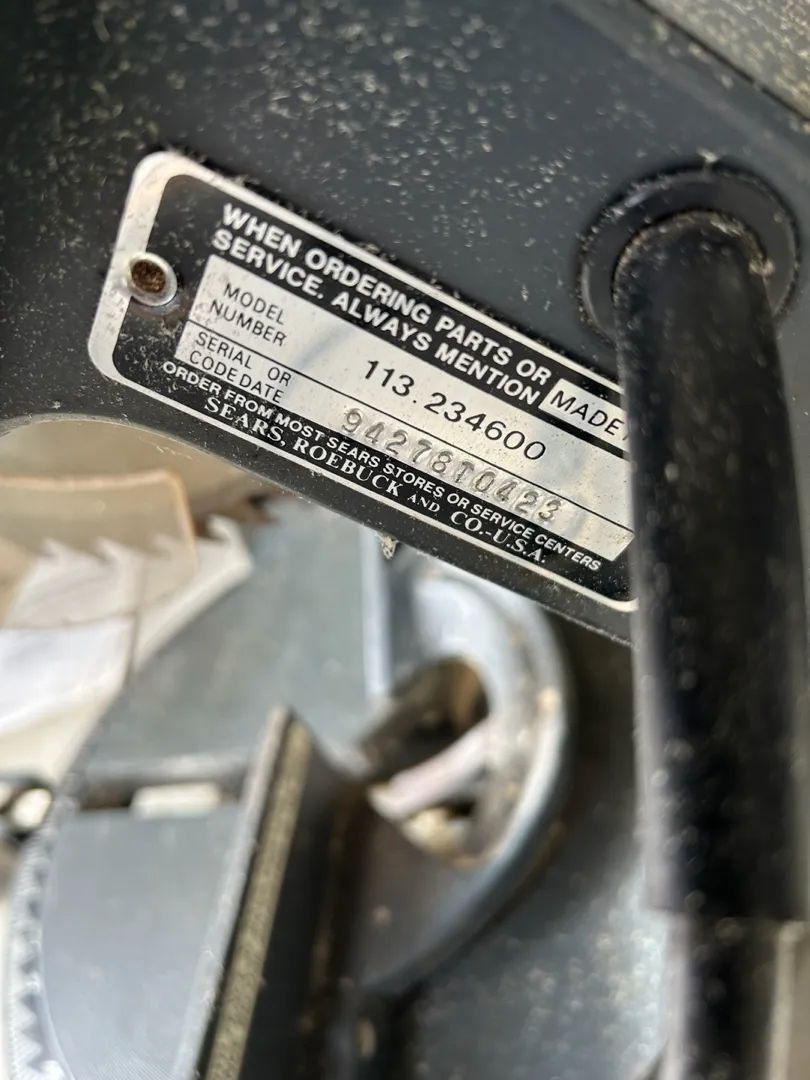 WHEN ORDERING PARTS OR
SERVICE, ALWAYS MENTION
MADE
MODEL
NUMBER
113.234600
SERIAL OR
CODE DATE
94278T0423
ORDER FROM MOST SEARS STORES OR SERVICE CENTERS
SEARS, ROEBUCK AND CO.-U.S.A.